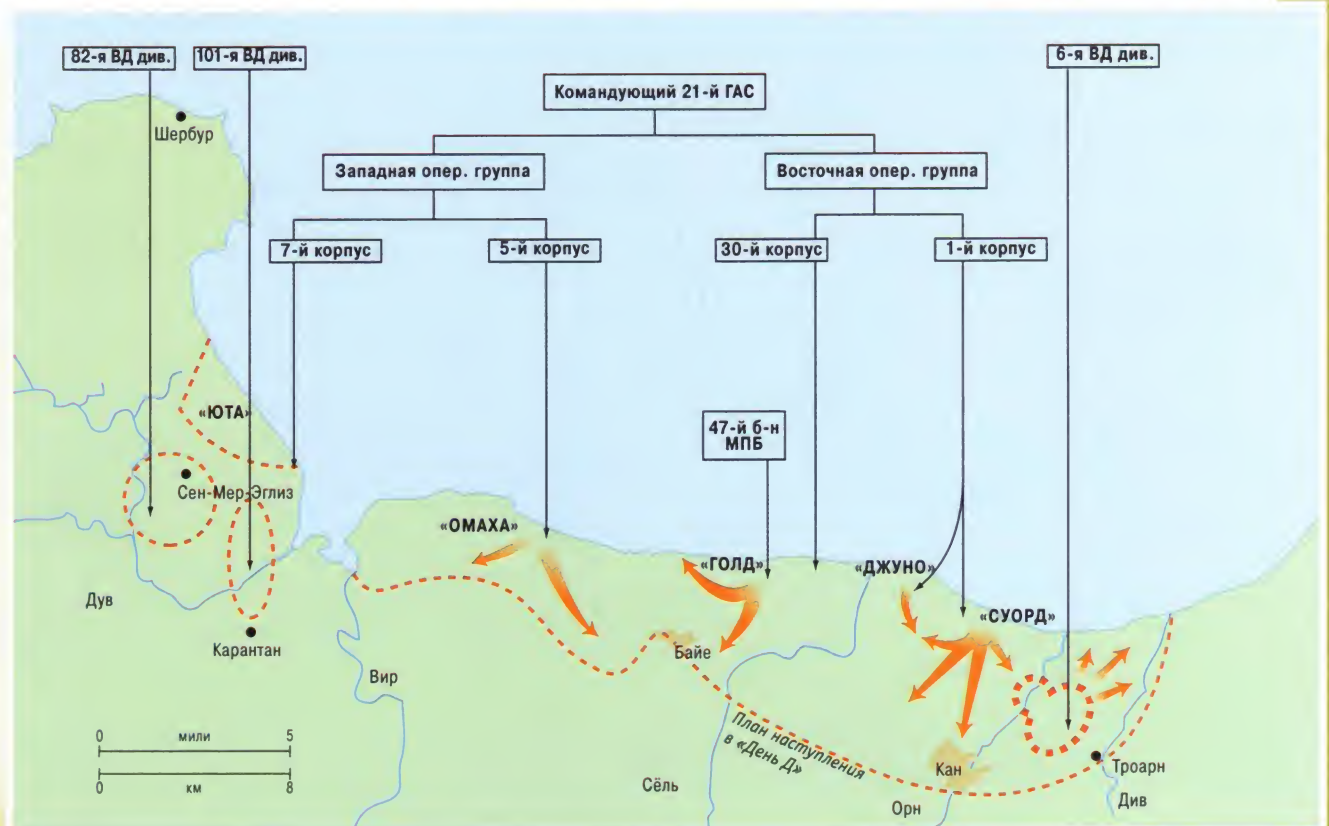 82-я ВД див.
101-я ВД див.
6-я ВД див.
Командующий 21-й ГАС
Шербур
Западная опер. группа
Восточная опер. группа
7-й корпус
5-й корпус
30-й корпус
1-й корпус
«ЮТА»
47-й б-н
МПБ
Сен-Мер-Эглиз
«ОМАХА»
«ГОЛД»
«ДЖУНО»
«СУОРД»
Дув
Карантан
Вир
Байе
План наступления
в «День Д»
0 мили 5
0 км 8
Сёль
Кан
Орн
Троарн
Див